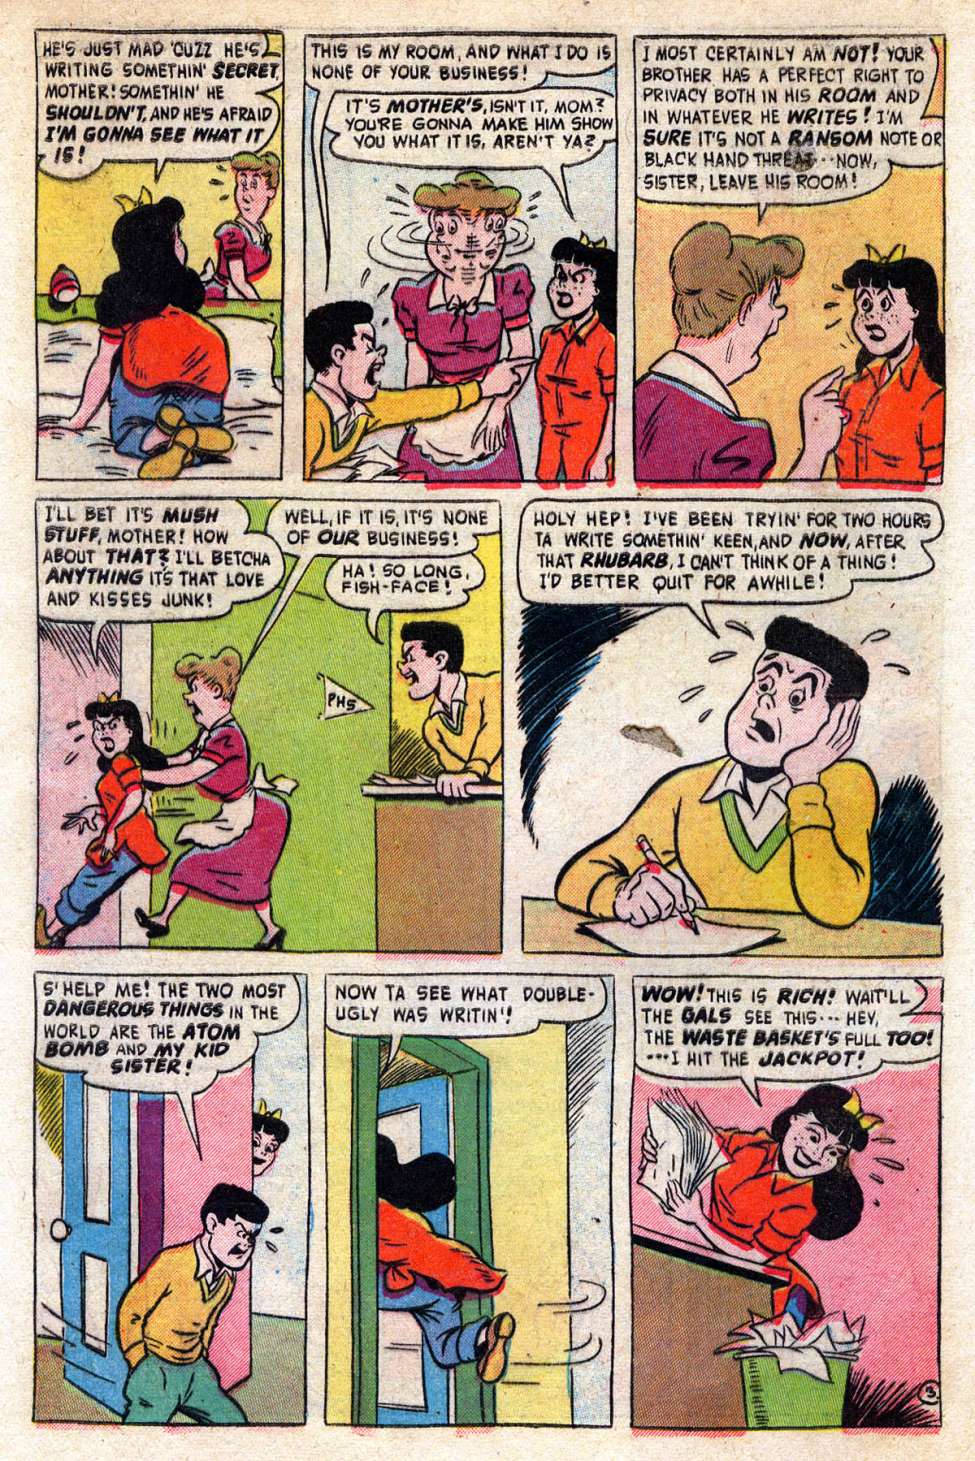 HE'S JUST MAD 'CUZZ HE'S
WRITING SOMETHIN' SECRET,
MOTHER! SOMETHIN' HE
SHOULDN'T, AND HE'S AFRAID
I'M GONNA SEE WHAT IT
IS!
THIS IS MY ROOM, AND WHAT I DO IS
NONE OF YOUR BUSINESS!
IT'S MOTHER'S, ISN'T IT, MOM?
YOU'RE GONNA MAKE HIM SHOW
YOU WHAT IT IS, AREN'T YA?
I MOST CERTAINLY AM NOT! YOUR
BROTHER HAS A PERFECT RIGHT TO
PRIVACY BOTH IN HIS ROOM AND
IN WHATEVER HE WRITES! I'M
SURE IT'S NOT A RANSOM NOTE OR
BLACK HAND THREAT...NOW,
SISTER, LEAVE HIS ROOM!
I'LL BET IT'S MUSH
STUFF, MOTHER! HOW
ABOUT THAT? I'LL BETCHA
ANYTHING IT'S THAT LOVE
AND KISSES JUNK!
WELL, IF IT IS, IT'S NONE
OF OUR BUSINESS!
HA! SO LONG,
FISH-FACE!
PHS
HOLY HEP! I'VE BEEN TRYIN' FOR TWO HOURS
TA WRITE SOMETHIN' KEEN, AND NOW, AFTER
THAT RHUBARB, I CAN'T THINK OF A THING!
I'D BETTER QUIT FOR AWHILE!
S'HELP ME! THE TWO MOST
DANGEROUS THINGS IN THE
WORLD ARE THE ATOM
BOMB AND MY KID
SISTER!
NOW TA SEE WHAT DOUBLE-
UGLY WAS WRITIN'!
WOW! THIS IS RICH! WAIT'LL
THE GALS SEE THIS... HEY,
THE WASTE BASKET'S FULL TOO!
...I HIT THE JACKPOT!
3